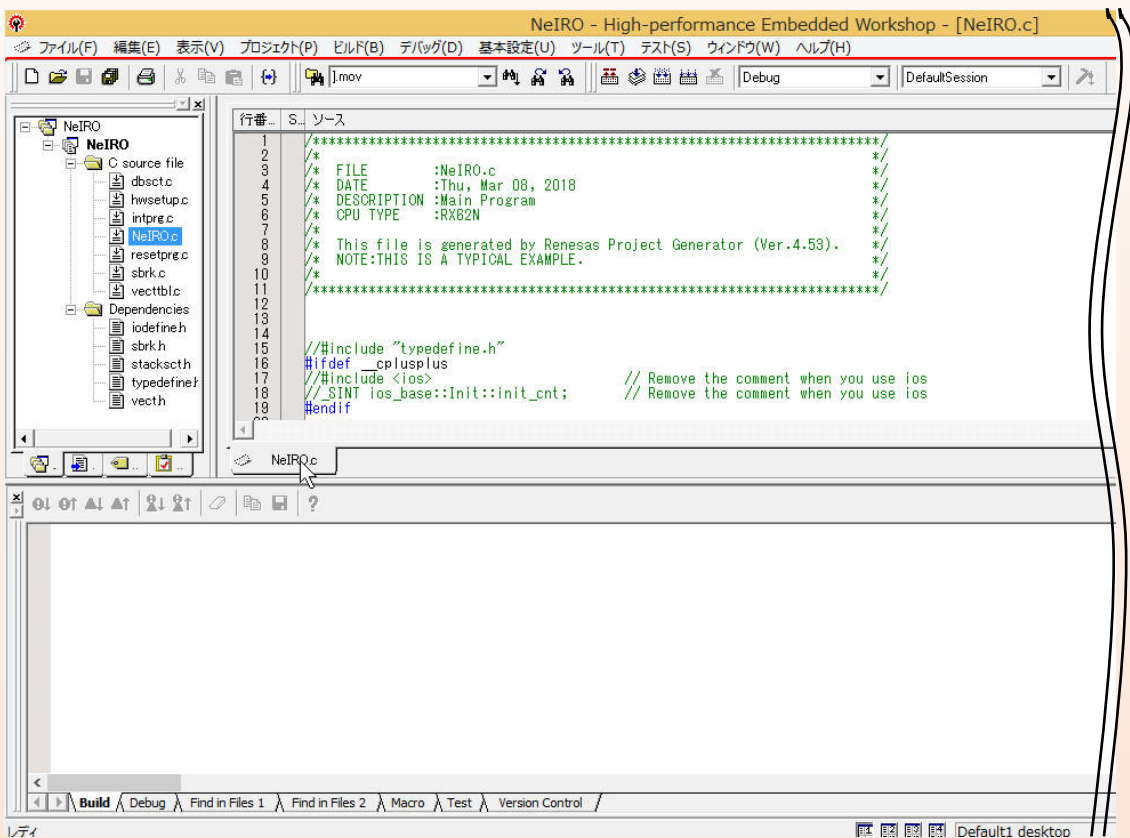 NeIRO - High-performance Embedded Workshop - [NeIRO.c]
ファイル(F) 編集(E) 表示(V) プロジェクト(P) ビルド(B) デバッグ(D) 基本設定(U) ツール(T) テスト(S) ウィンドウ(W) ヘルプ(H)
].mov Debug DefaultSession
NeIRO
NeIRO
C source file
dbsct.c
hwsetup.c
intprg.c
NeIRO.c
resetprg.c
sbrk.c
vecttbl.c
Dependencies
iodefine.h
sbrk.h
stacksct.h
typedefine.h
vect.h
行番... S... ソース
1 /***********************************************************************/
2 /* */
3 /* FILE :NeIRO.c */
4 /* DATE :Thu, Mar 08, 2018 */
5 /* DESCRIPTION :Main Program */
6 /* CPU TYPE :RX62N */
7 /* */
8 /* This file is generated by Renesas Project Generator (Ver.4.53). */
9 /* NOTE:THIS IS A TYPICAL EXAMPLE. */
10 /* */
11 /***********************************************************************/
12
13
14
15 //#include "typedefine.h"
16 #ifdef __cplusplus
17 //#include <ios> // Remove the comment when you use ios
18 //_SINT ios_base::Init::init_cnt; // Remove the comment when you use ios
19 #endif
NeIRO.c
Build Debug Find in Files 1 Find in Files 2 Macro Test Version Control
レディ Default1 desktop